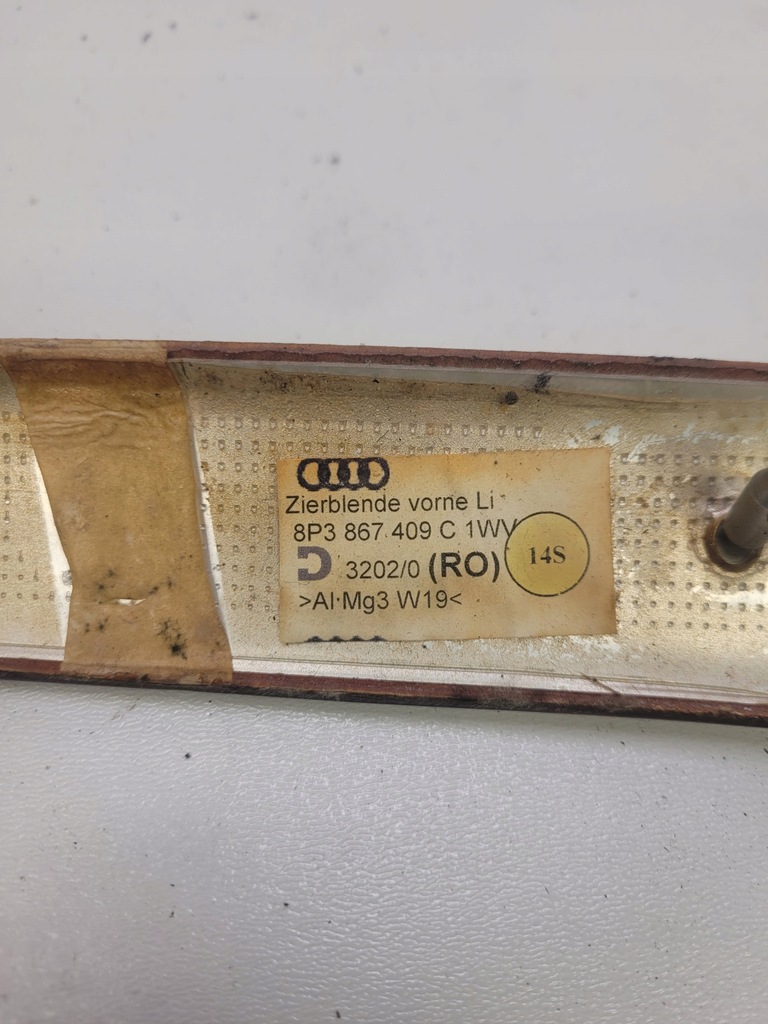 Zierblende vorne Li
8P3 867 409 C 1WV
3202/0 (RO)
14S
>Al·Mg3 W19<